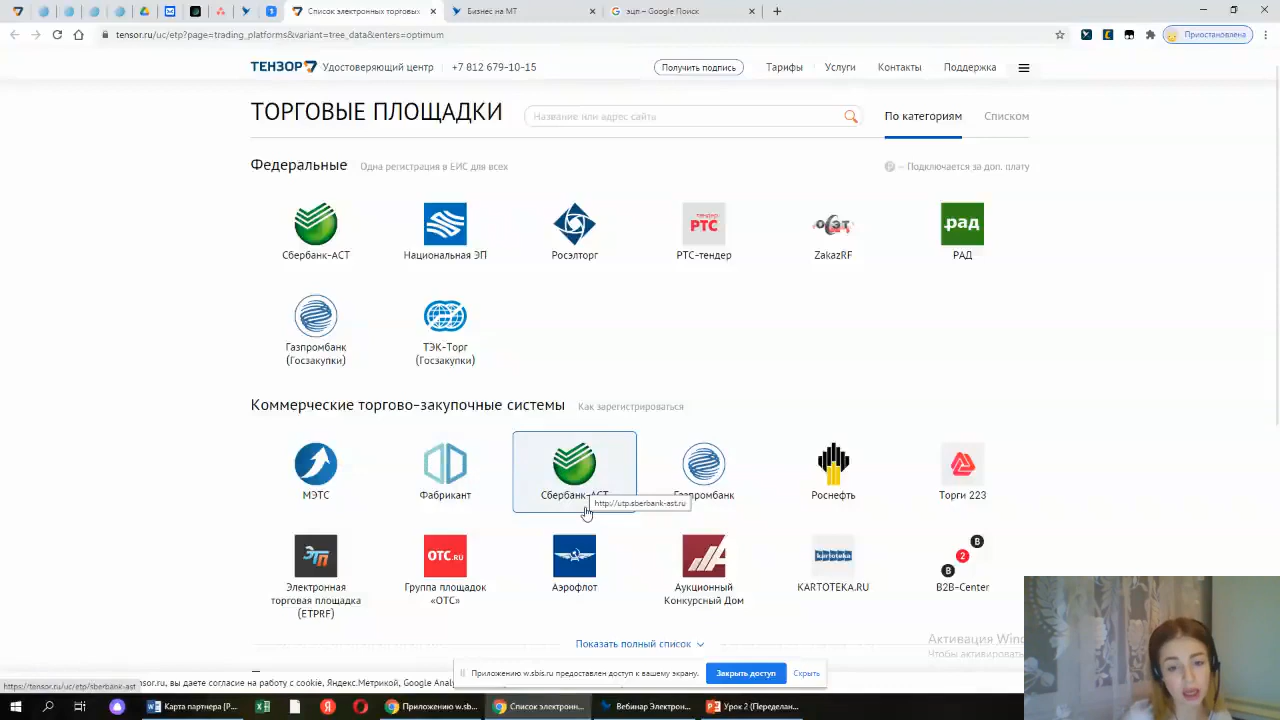 Список электронных торговых
Бизнес на МТ
эцп – Google Поиск
tensor.ru/uc/etp?page=trading_platforms&variant=tree_data&enters=optimum
Приостановлена
ТЕНЗОР Удостоверяющий центр +7 812 679-10-15 Получить подпись Тарифы Услуги Контакты Поддержка
ТОРГОВЫЕ ПЛОЩАДКИ Название или адрес сайта По категориям Списком
Федеральные Одна регистрация в ЕИС для всех – Подключается за доп. плату
тендер
РТС
рад
Сбербанк-АСТ Национальная ЭП Росэлторг РТС-тендер ZakazRF РАД
Газпромбанк ТЭК-Торг
(Госзакупки) (Госзакупки)
Коммерческие торгово-закупочные системы Как зарегистрироваться
МЭТС Фабрикант Сбербанк-АСТ Газпромбанк Роснефть Торги 223
http://utp.sberbank-ast.ru
ЭТП
OTC.RU
kartoteka
B
2
B
Электронная Группа площадок Аэрофлот Аукционный KARTOTEKA.RU B2B-Center
торговая площадка «ОТС» Конкурсный Дом
(ETPRF)
Показать полный список
Активация Wind
Чтобы активировать
Приложению w.sbis.ru предоставлен доступ к вашему экрану. Закрыть доступ Скрыть
https://tensor.ru/uc/etp/sberbank-ast
tensor.ru, вы даете согласие на работу с cookie, Яндекс.Метрикой, Google Ana
Карта партнера [Р...
Приложению w.sb...
Список электронн...
Вебинар Электрон...
Урок 2 (Переделан...